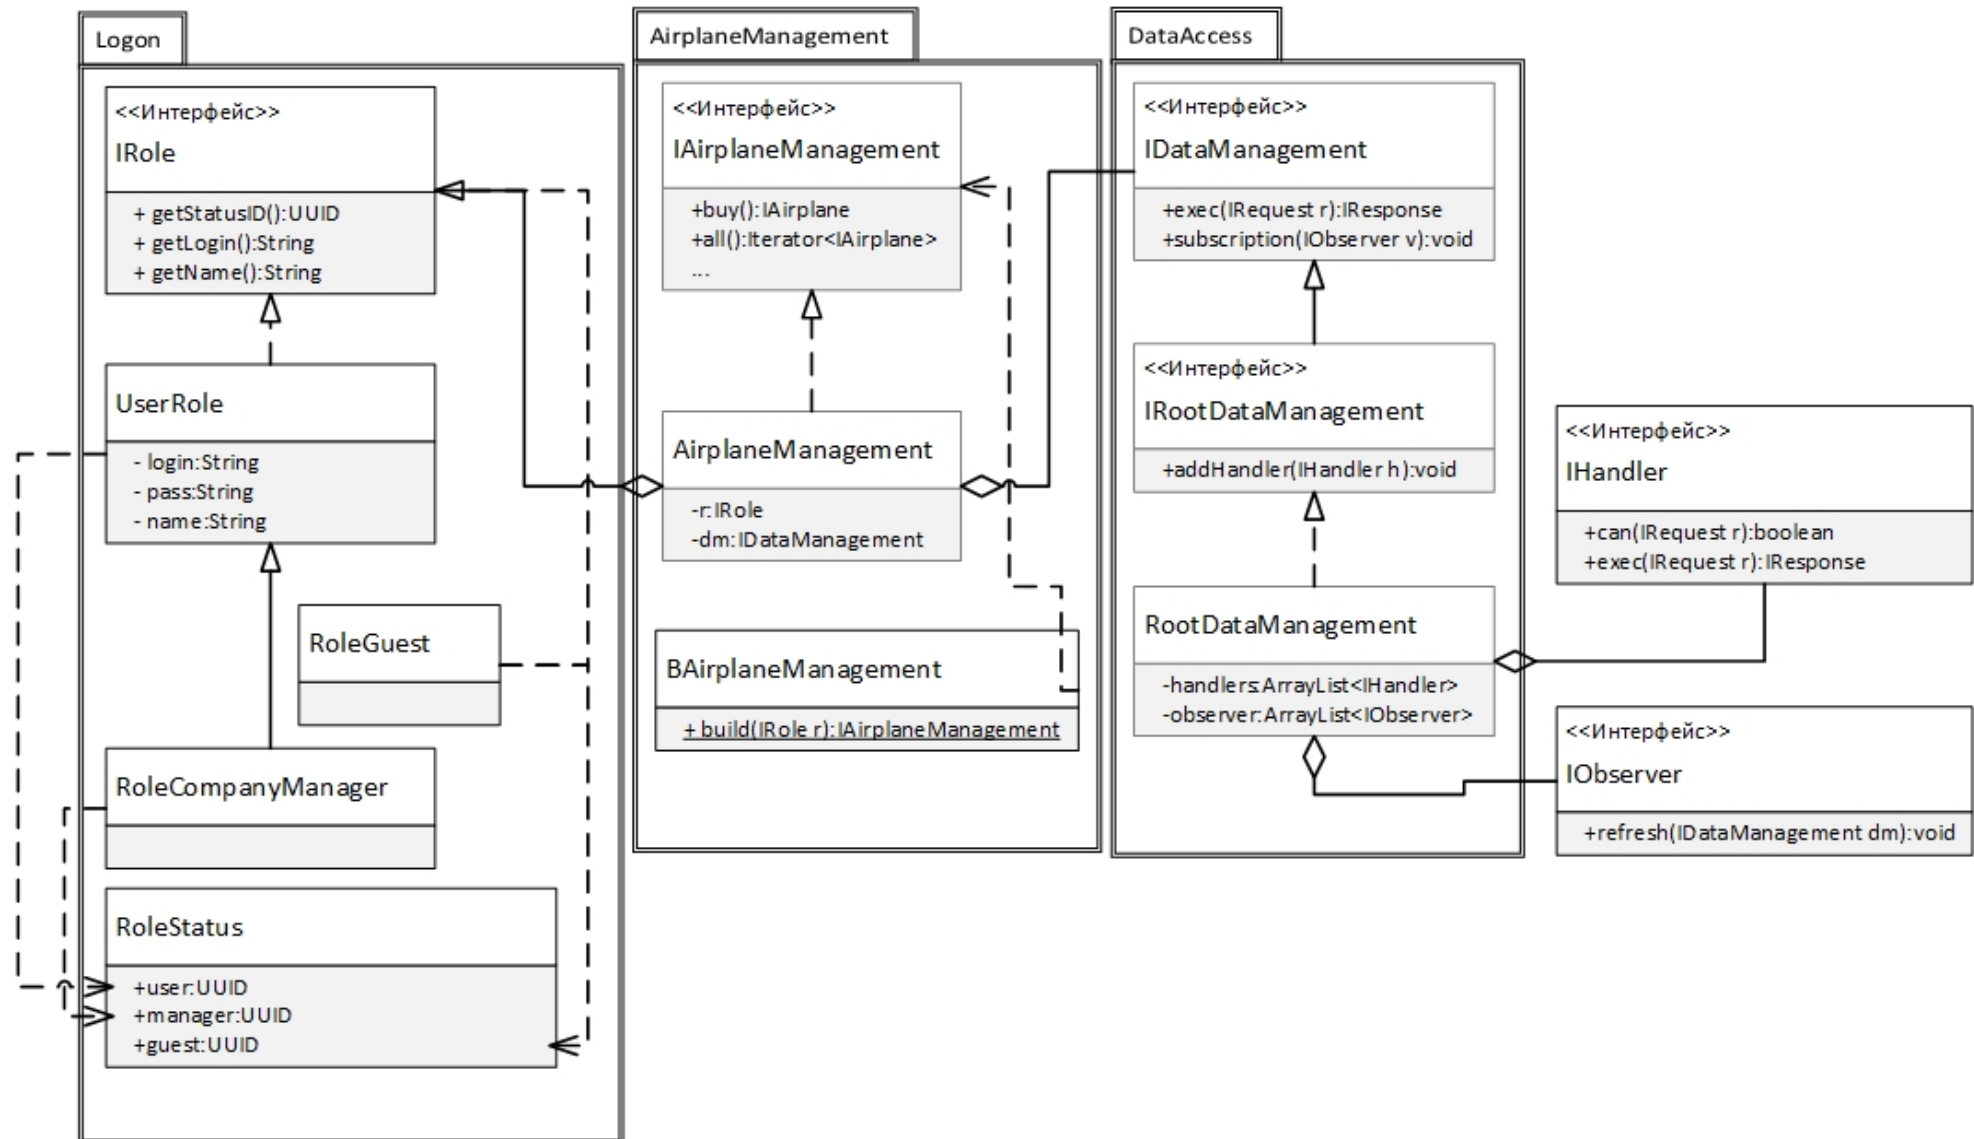 Logon
<<Интерфейс>>
IRole
+ getStatusID():UUID
+ getLogin():String
+ getName():String
UserRole
- login:String
- pass:String
- name:String
RoleGuest
RoleCompanyManager
RoleStatus
+user:UUID
+manager:UUID
+guest:UUID
AirplaneManagement
<<Интерфейс>>
IAirplaneManagement
+buy():IAirplane
+all():Iterator<IAirplane>
...
AirplaneManagement
-r:IRole
-dm:IDataManagement
BAirplaneManagement
+ build(IRole r):IAirplaneManagement
DataAccess
<<Интерфейс>>
IDataManagement
+exec(IRequest r):IResponse
+subscription(IObserver v):void
<<Интерфейс>>
IRootDataManagement
+addHandler(IHandler h):void
RootDataManagement
-handlers:ArrayList<IHandler>
-observer:ArrayList<IObserver>
<<Интерфейс>>
IHandler
+can(IRequest r):boolean
+exec(IRequest r):IResponse
<<Интерфейс>>
IObserver
+refresh(IDataManagement dm):void